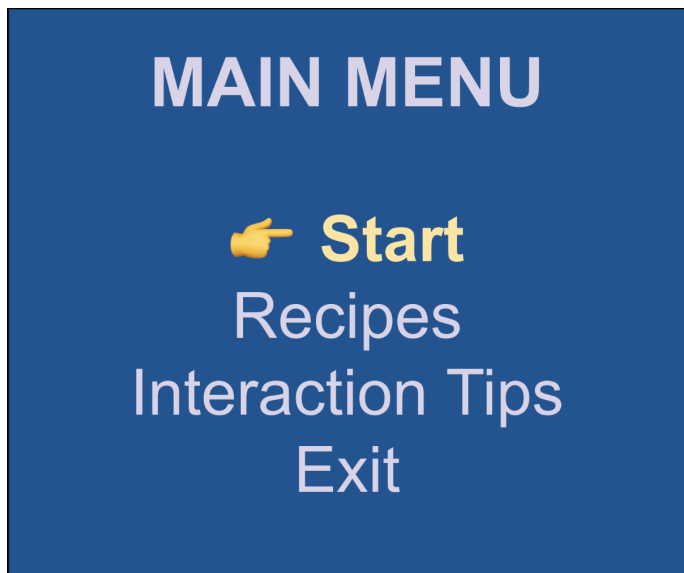 MAIN MENU
👉 Start
Recipes
Interaction Tips
Exit